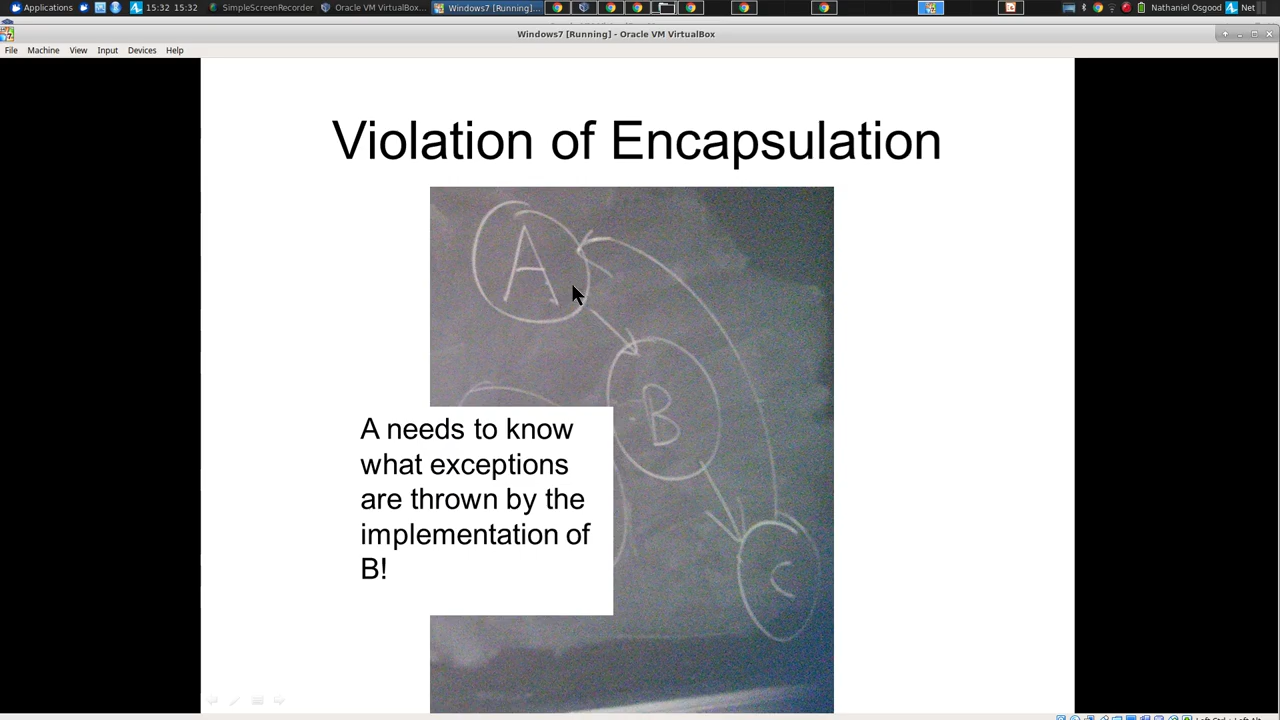 Applications 15:32 15:32 SimpleScreenRecorder Oracle VM VirtualBox... Windows7 [Running]... Nathaniel Osgood Net
Windows7 [Running] - Oracle VM VirtualBox
File Machine View Input Devices Help
Violation of Encapsulation
A
B
C
A needs to know
what exceptions
are thrown by the
implementation of
B!